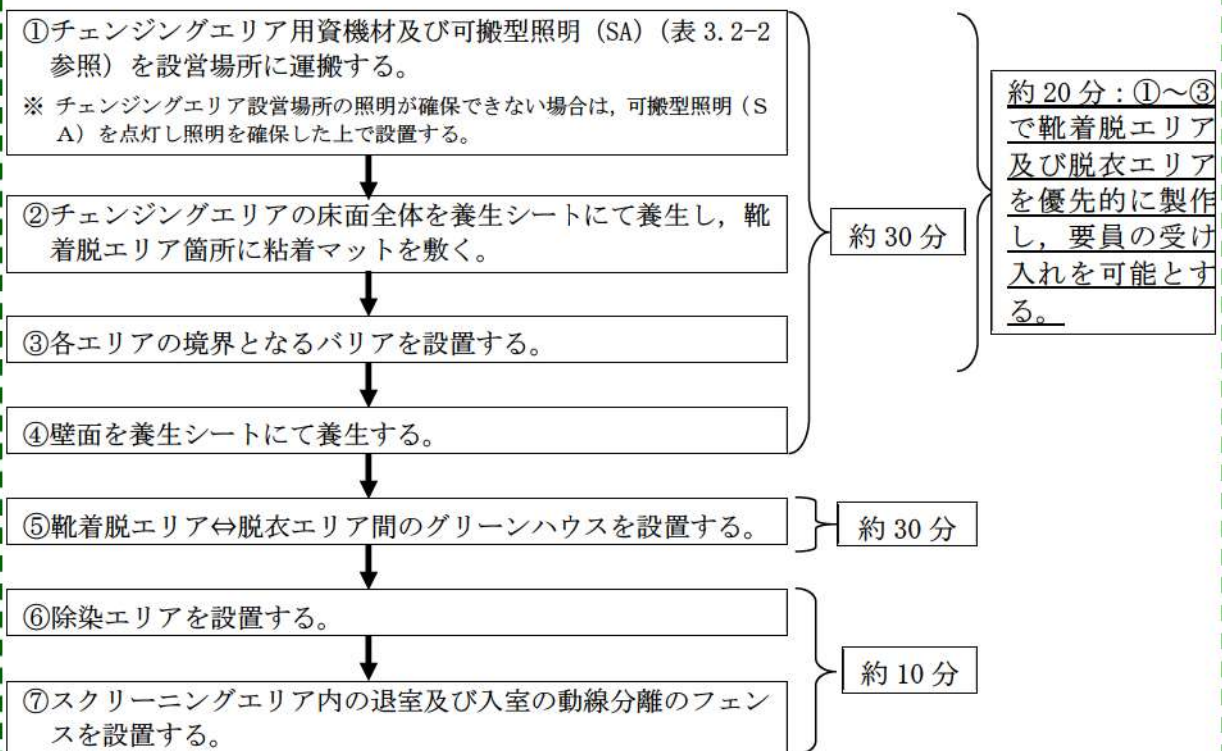 ①チェンジングエリア用資機材及び可搬型照明（SA）(表 3.2-2
参照）を設営場所に運搬する。
※ チェンジングエリア設営場所の照明が確保できない場合は，可搬型照明（S
A）を点灯し照明を確保した上で設置する。
②チェンジングエリアの床面全体を養生シートにて養生し，靴
着脱エリア箇所に粘着マットを敷く。
③各エリアの境界となるバリアを設置する。
④壁面を養生シートにて養生する。
約 30 分
約 20 分：①～③
で靴着脱エリア
及び脱衣エリア
を優先的に製作
し，要員の受け
入れを可能とす
る。
⑤靴着脱エリア⇔脱衣エリア間のグリーンハウスを設置する。
約 30 分
⑥除染エリアを設置する。
⑦スクリーニングエリア内の退室及び入室の動線分離のフェン
スを設置する。
約 10 分